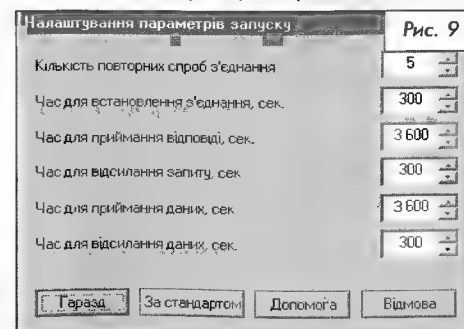 Налаштування параметрів запуску
Рис. 9
Кількість повторних спроб з'єднання 5
Час для встановлення з'єднання, сек. 300
Час для приймання відповіді, сек. 3 600
Час для відсилання запиту, сек 300
Час для приймання даних, сек 3 600
Час для відсилання даних, сек. 300
Гаразд За стандартом Допомога Відмова